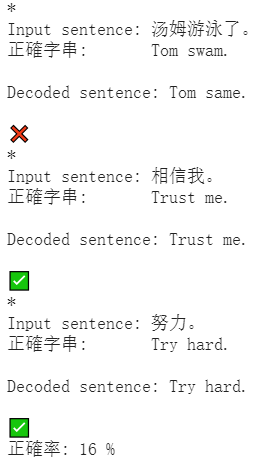 *
Input sentence: 汤姆游泳了。
正確字串: Tom swam.
Decoded sentence: Tom same.
*
Input sentence: 相信我。
正確字串: Trust me.
Decoded sentence: Trust me.
*
Input sentence: 努力。
正確字串: Try hard.
Decoded sentence: Try hard.
正確率: 16 %